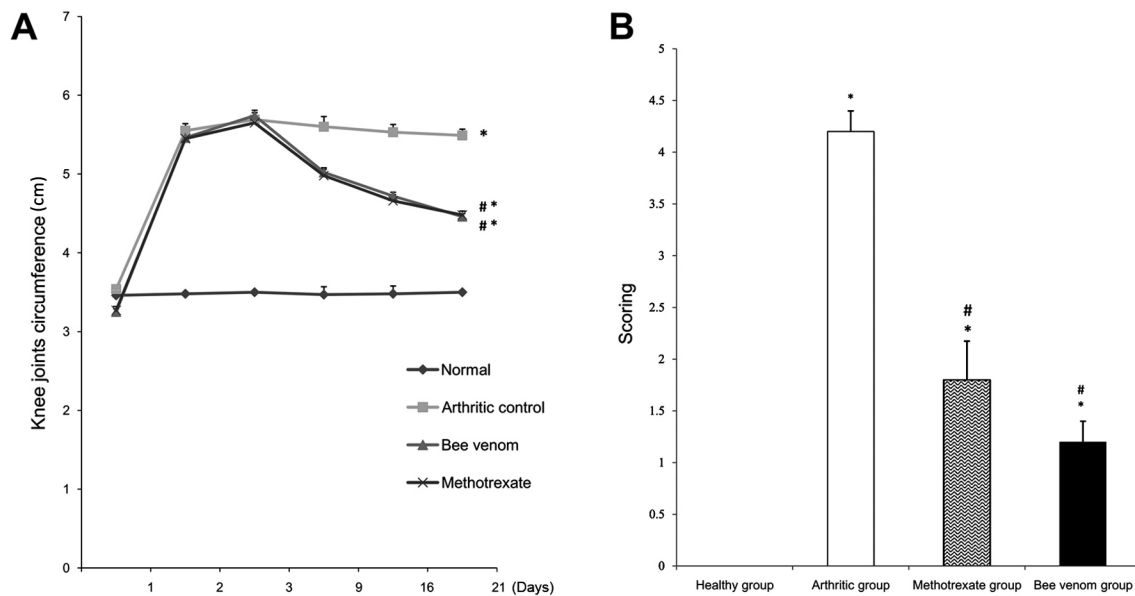 A
Knee joints circumference (cm)
7
6
5
4
3
2
1
0
*
# *
# *
Normal
Arthritic control
Bee venom
Methotrexate
1 2 3 9 16 21 (Days)
B
Scoring
5
4.5
4
3.5
3
2.5
2
1.5
1
0.5
0
*
#
*
#
*
Healthy group Arthritic group Methotrexate group Bee venom group